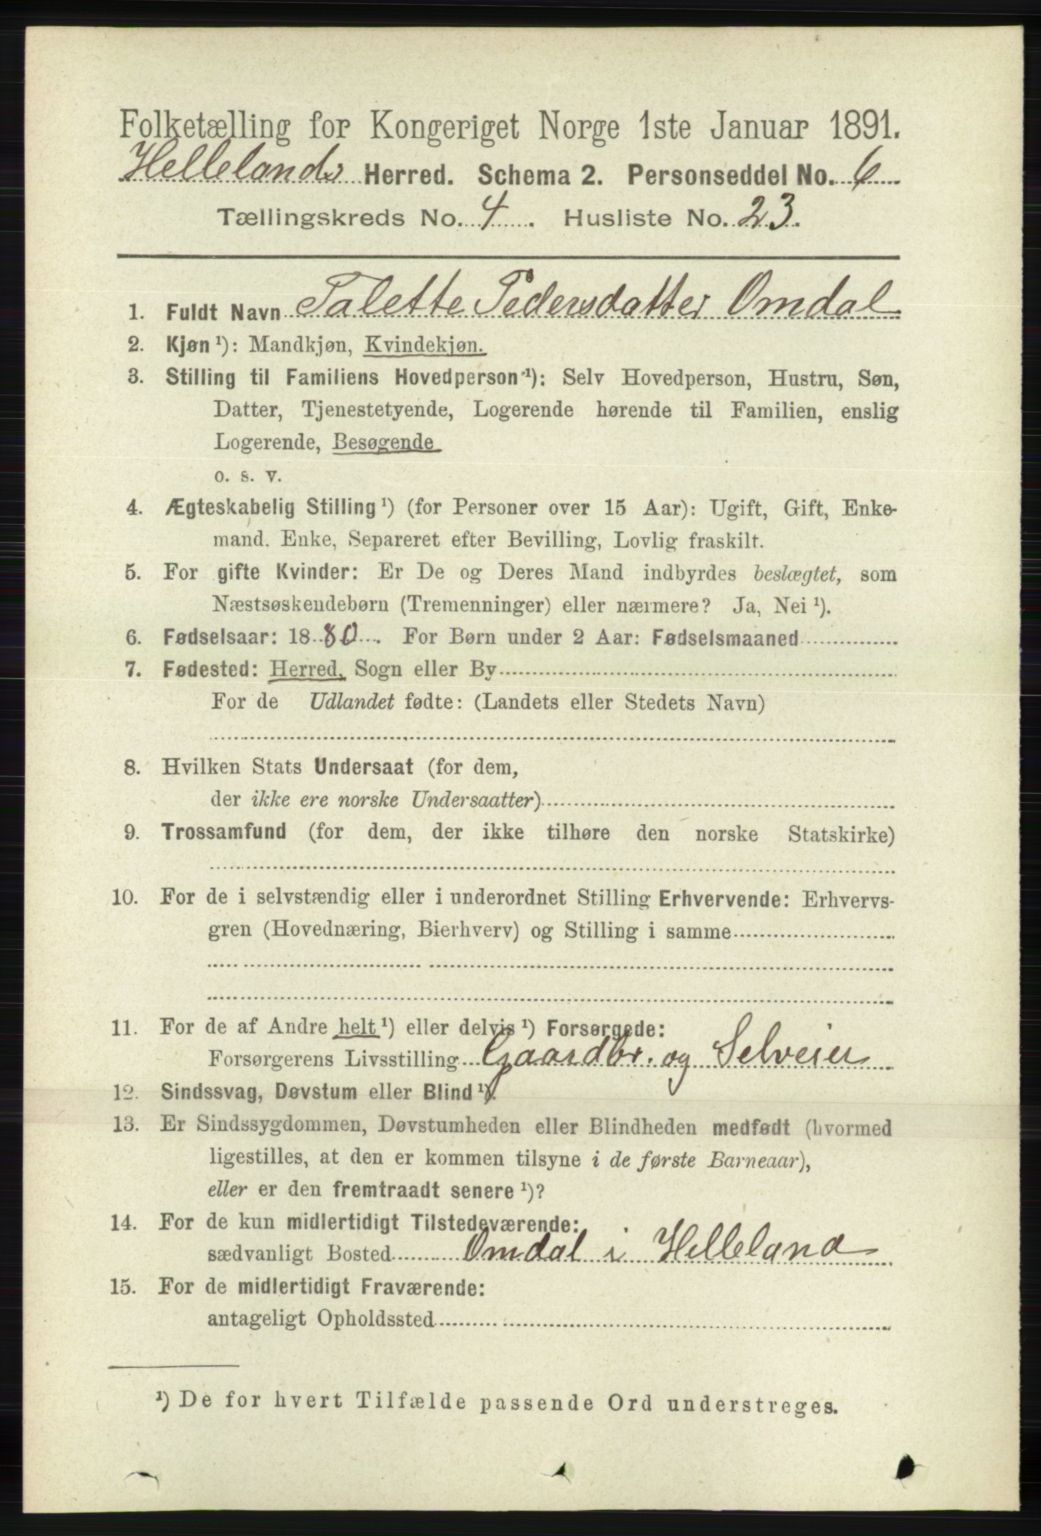 Folketælling for Kongeriget Norge 1ste Januar 1891.
Hellelands Herred. Schema 2. Personseddel No. 6
Tællingskreds No. 4. Husliste No. 23.
1. Fuldt Navn Talette Pedersdatter Omdal
2. Kjøn ¹): Mandkjøn, Kvindekjøn.
3. Stilling til Familiens Hovedperson ¹): Selv Hovedperson, Hustru, Søn,
Datter, Tjenestetyende, Logerende hørende til Familien, enslig
Logerende, Besøgende
o. s. v.
4. Ægteskabelig Stilling ¹) (for Personer over 15 Aar): Ugift, Gift, Enke-
mand. Enke, Separeret efter Bevilling, Lovlig fraskilt.
5. For gifte Kvinder: Er De og Deres Mand indbyrdes beslægtet, som
Næstsøskendebørn (Tremenninger) eller nærmere? Ja, Nei ¹).
6. Fødselsaar: 1880. For Børn under 2 Aar: Fødselsmaaned
7. Fødested: Herred, Sogn eller By
For de Udlandet fødte: (Landets eller Stedets Navn)
8. Hvilken Stats Undersaat (for dem,
der ikke ere norske Undersaatter)
9. Trossamfund (for dem, der ikke tilhøre den norske Statskirke)
10. For de i selvstændig eller i underordnet Stilling Erhvervende: Erhvervs-
gren (Hovednæring, Bierhverv) og Stilling i samme
11. For de af Andre helt ¹) eller delvis ¹) Forsørgede:
Forsørgerens Livsstilling Gaardbr. og Selveier
12. Sindssvag, Døvstum eller Blind ¹).
13. Er Sindssygdommen, Døvstumheden eller Blindheden medfødt (hvormed
ligestilles, at den er kommen tilsyne i de første Barneaar),
eller er den fremtraadt senere ¹)?
14. For de kun midlertidigt Tilstedeværende:
sædvanligt Bosted Omdal i Helleland
15. For de midlertidigt Fraværende:
antageligt Opholdssted
¹) De for hvert Tilfælde passende Ord understreges.